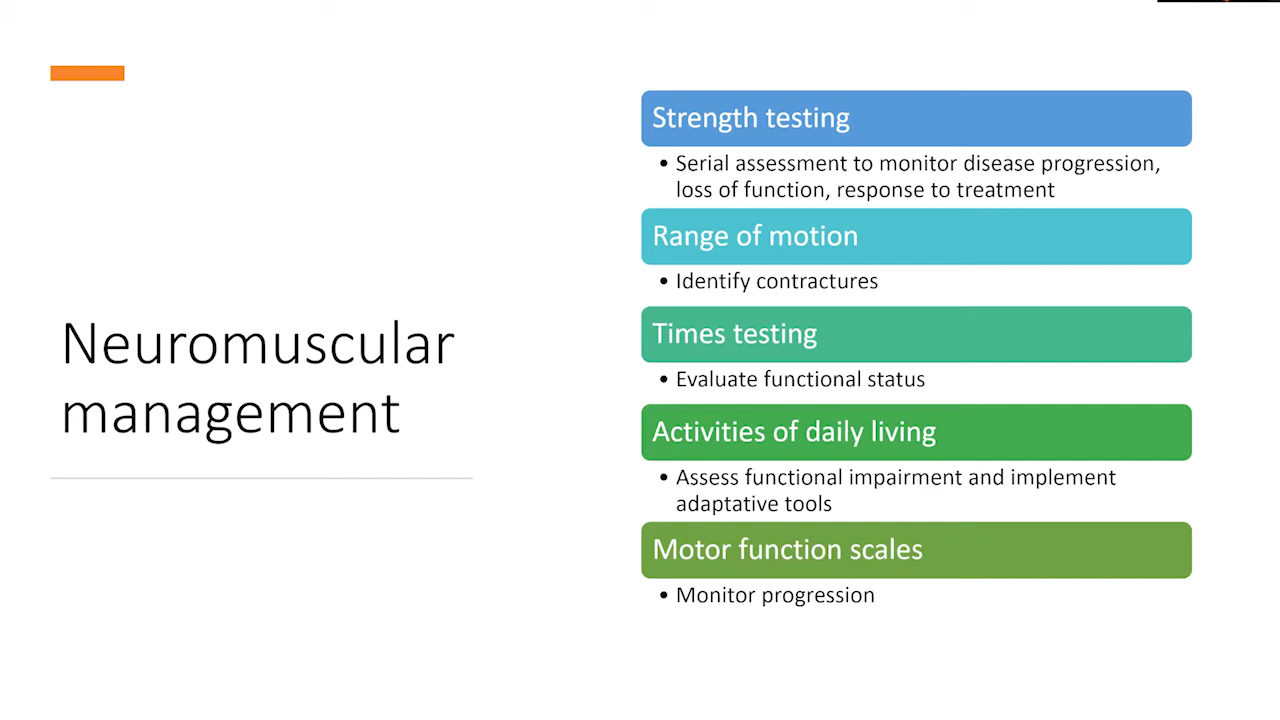 Neuromuscular
management
Strength testing
• Serial assessment to monitor disease progression,
loss of function, response to treatment
Range of motion
• Identify contractures
Times testing
• Evaluate functional status
Activities of daily living
• Assess functional impairment and implement
adaptative tools
Motor function scales
• Monitor progression